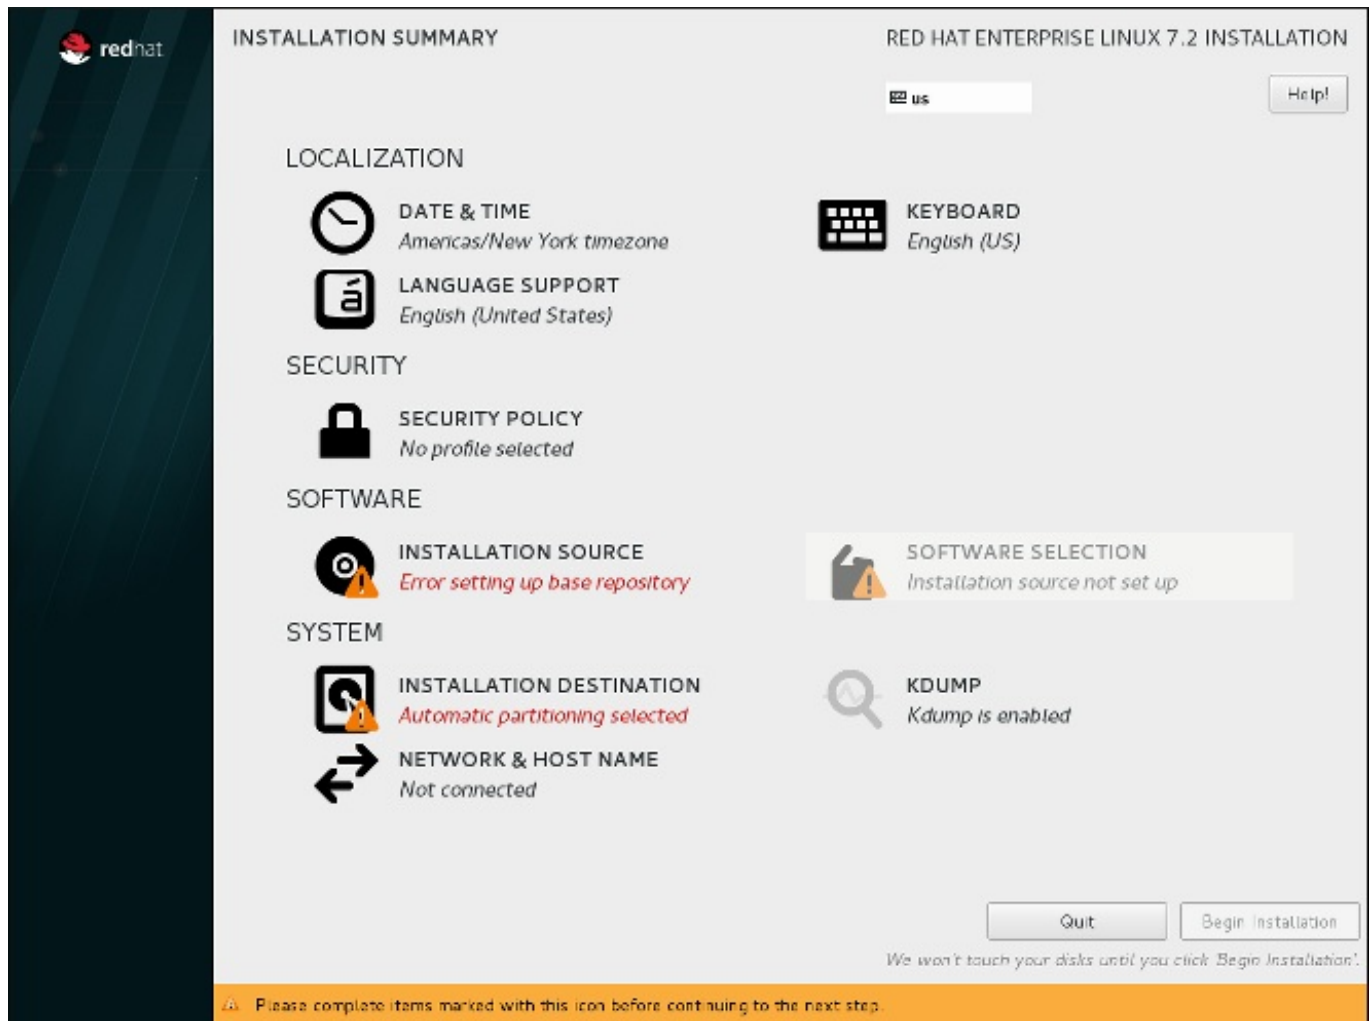 redhat
INSTALLATION SUMMARY
RED HAT ENTERPRISE LINUX 7.2 INSTALLATION
us
Help!
LOCALIZATION
DATE & TIME
Americas/New York timezone
KEYBOARD
English (US)
LANGUAGE SUPPORT
English (United States)
SECURITY
SECURITY POLICY
No profile selected
SOFTWARE
INSTALLATION SOURCE
Error setting up base repository
SOFTWARE SELECTION
Installation source not set up
SYSTEM
INSTALLATION DESTINATION
Automatic partitioning selected
KDUMP
Kdump is enabled
NETWORK & HOST NAME
Not connected
Quit
Begin Installation
We won't touch your disks until you click 'Begin Installation'.
Please complete items marked with this icon before continuing to the next step.